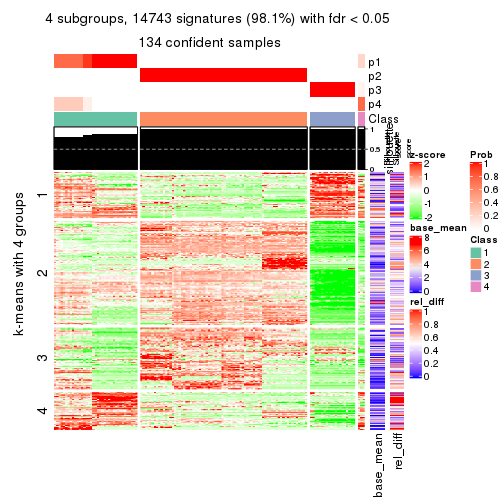 4 subgroups, 14743 signatures (98.1%) with fdr < 0.05
134 confident samples
p1
p2
p3
p4
Class
1
0.5
0
silhouette
score
k-means with 4 groups
1
2
3
4
base_mean
rel_diff
z-score
2
1
0
-1
-2
base_mean
8
6
4
2
0
rel_diff
1
0.8
0.6
0.4
0.2
0
Prob
1
0.8
0.6
0.4
0.2
0
Class
1
2
3
4